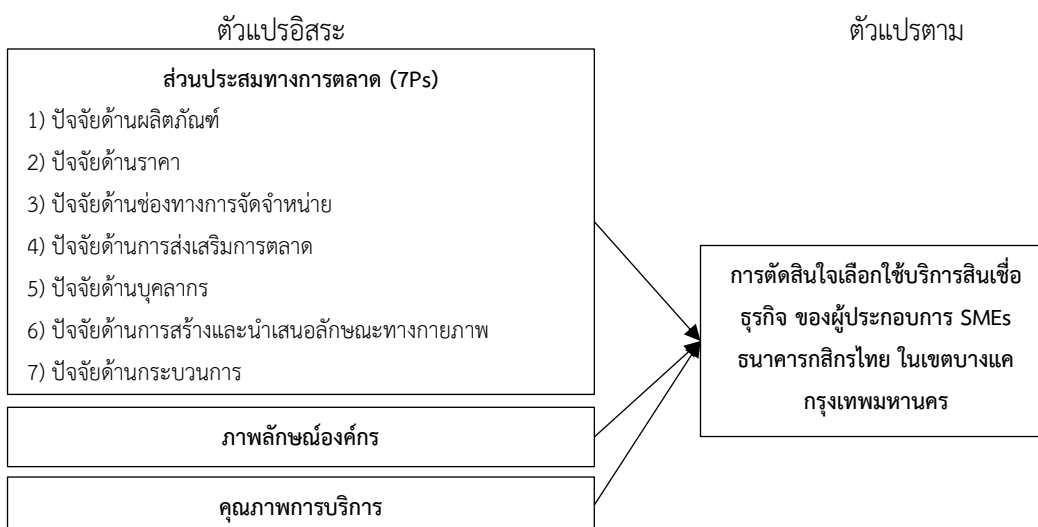 ตัวแปรอิสระ
ตัวแปรตาม
ส่วนประสมทางการตลาด (7Ps)
1) ปัจจัยด้านผลิตภัณฑ์
2) ปัจจัยด้านราคา
3) ปัจจัยด้านช่องทางการจัดจำหน่าย
4) ปัจจัยด้านการส่งเสริมการตลาด
5) ปัจจัยด้านบุคลากร
6) ปัจจัยด้านการสร้างและนำเสนอลักษณะทางกายภาพ
7) ปัจจัยด้านกระบวนการ
ภาพลักษณ์องค์กร
คุณภาพการบริการ
การตัดสินใจเลือกใช้บริการสินเชื่อ
ธุรกิจ ของผู้ประกอบการ SMEs
ธนาคารกสิกรไทย ในเขตบางแค
กรุงเทพมหานคร